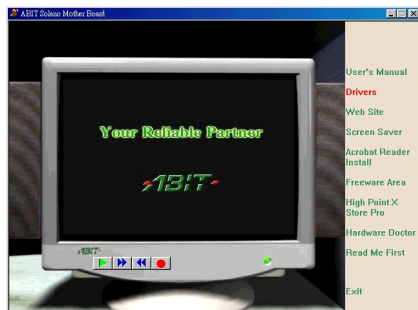 ABIT Solano Mother Board
Your Reliable Partner
ABIT
ABIT
User's Manual
Drivers
Web Site
Screen Saver
Acrobat Reader
Install
Freeware Area
High Point X
Store Pro
Hardware Doctor
Read Me First
Exit